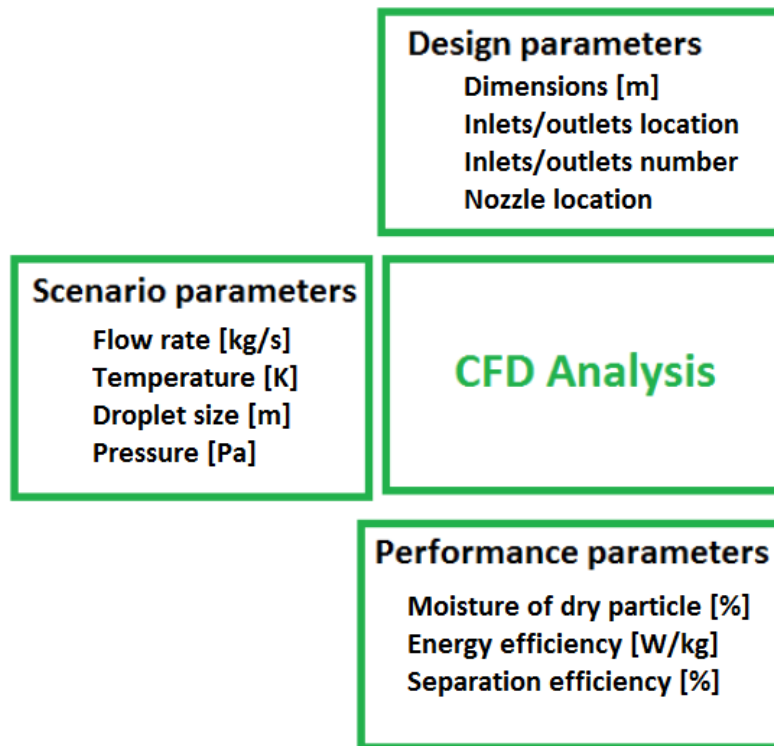 Design parameters
Dimensions [m]
Inlets/outlets location
Inlets/outlets number
Nozzle location
Scenario parameters
Flow rate [kg/s]
Temperature [K]
Droplet size [m]
Pressure [Pa]
CFD Analysis
Performance parameters
Moisture of dry particle [%]
Energy efficiency [W/kg]
Separation efficiency [%]